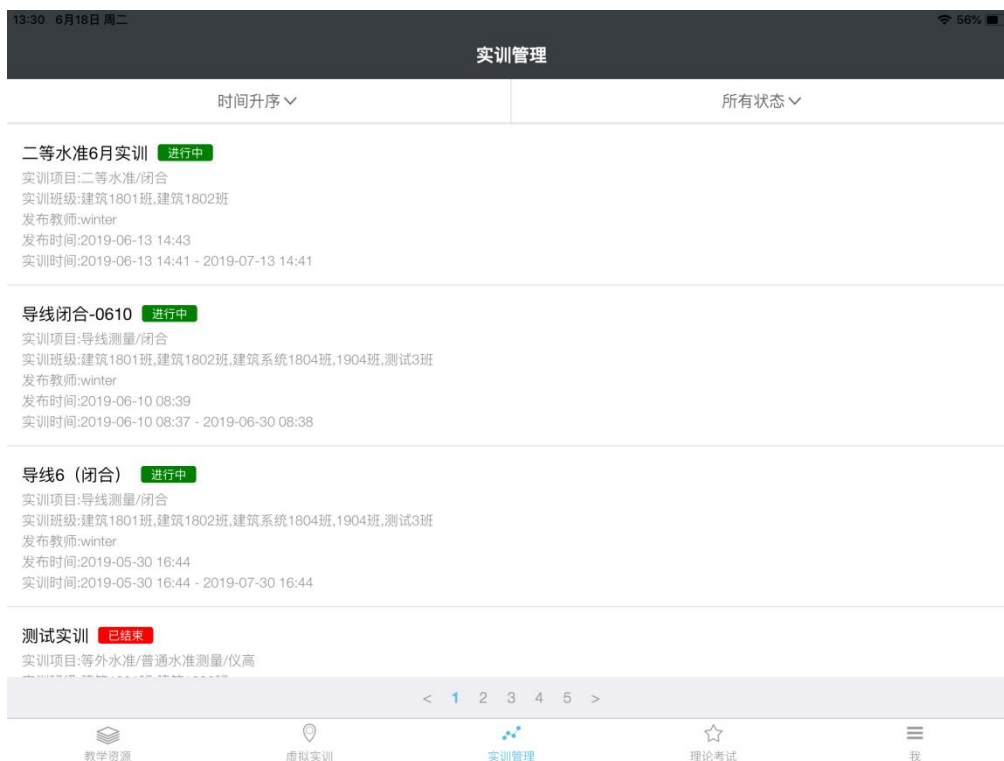 13:30 6月18日 周二
56%
实训管理
时间升序
所有状态
二等水准6月实训 进行中
实训项目:二等水准/闭合
实训班级:建筑1801班,建筑1802班
发布教师:winter
发布时间:2019-06-13 14:43
实训时间:2019-06-13 14:41 - 2019-07-13 14:41
导线闭合-0610 进行中
实训项目:导线测量/闭合
实训班级:建筑1801班,建筑1802班,建筑系统1804班,1904班,测试3班
发布教师:winter
发布时间:2019-06-10 08:39
实训时间:2019-06-10 08:37 - 2019-06-30 08:38
导线6（闭合） 进行中
实训项目:导线测量/闭合
实训班级:建筑1801班,建筑1802班,建筑系统1804班,1904班,测试3班
发布教师:winter
发布时间:2019-05-30 16:44
实训时间:2019-05-30 16:44 - 2019-07-30 16:44
测试实训 已结束
实训项目:等外水准/普通水准测量/仪高
< 1 2 3 4 5 >
教学资源
虚拟实训
实训管理
理论考试
我